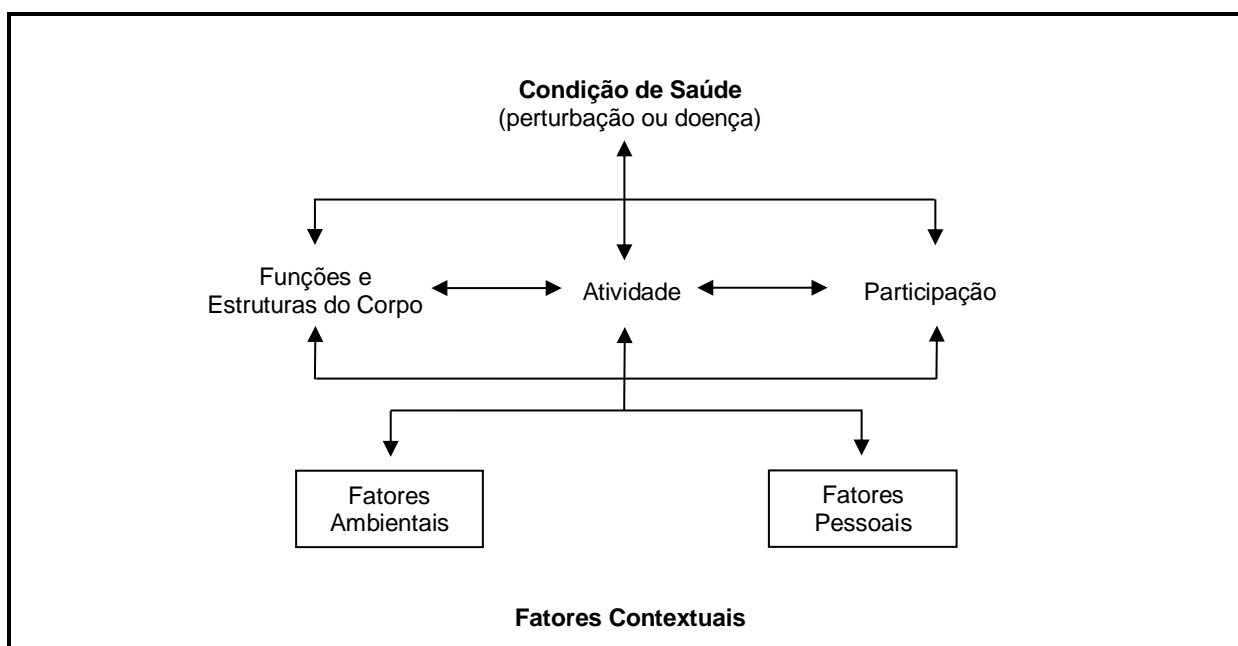 Condição de Saúde
(perturbação ou doença)
Funções e
Estruturas do Corpo
Atividade
Participação
Fatores
Ambientais
Fatores
Pessoais
Fatores Contextuais